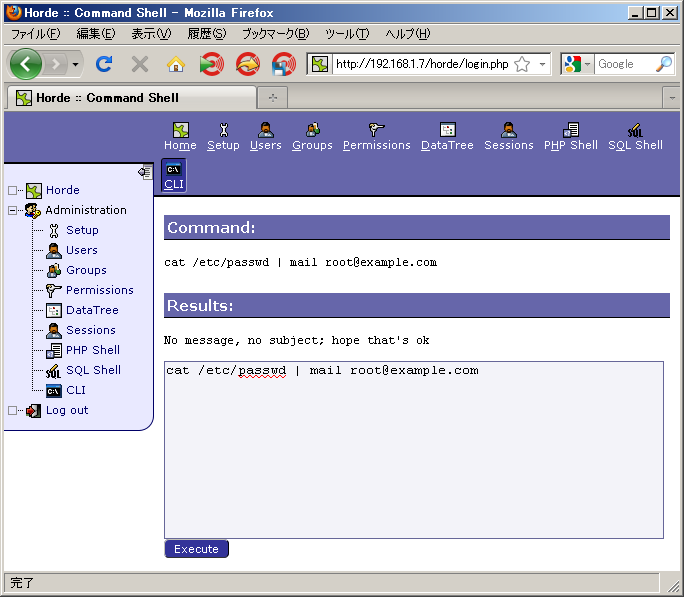 Horde :: Command Shell - Mozilla Firefox
ファイル(F) 編集(E) 表示(V) 履歴(S) ブックマーク(B) ツール(T) ヘルプ(H)
http://192.168.1.7/horde/login.php Google
Horde :: Command Shell
Home Setup Users Groups Permissions DataTree Sessions PHP Shell SQL Shell
CLI
Horde
Administration
Setup
Users
Groups
Permissions
DataTree
Sessions
PHP Shell
SQL Shell
CLI
Log out
Command:
cat /etc/passwd | mail root@example.com
Results:
No message, no subject; hope that's ok
cat /etc/passwd | mail root@example.com
Execute
完了